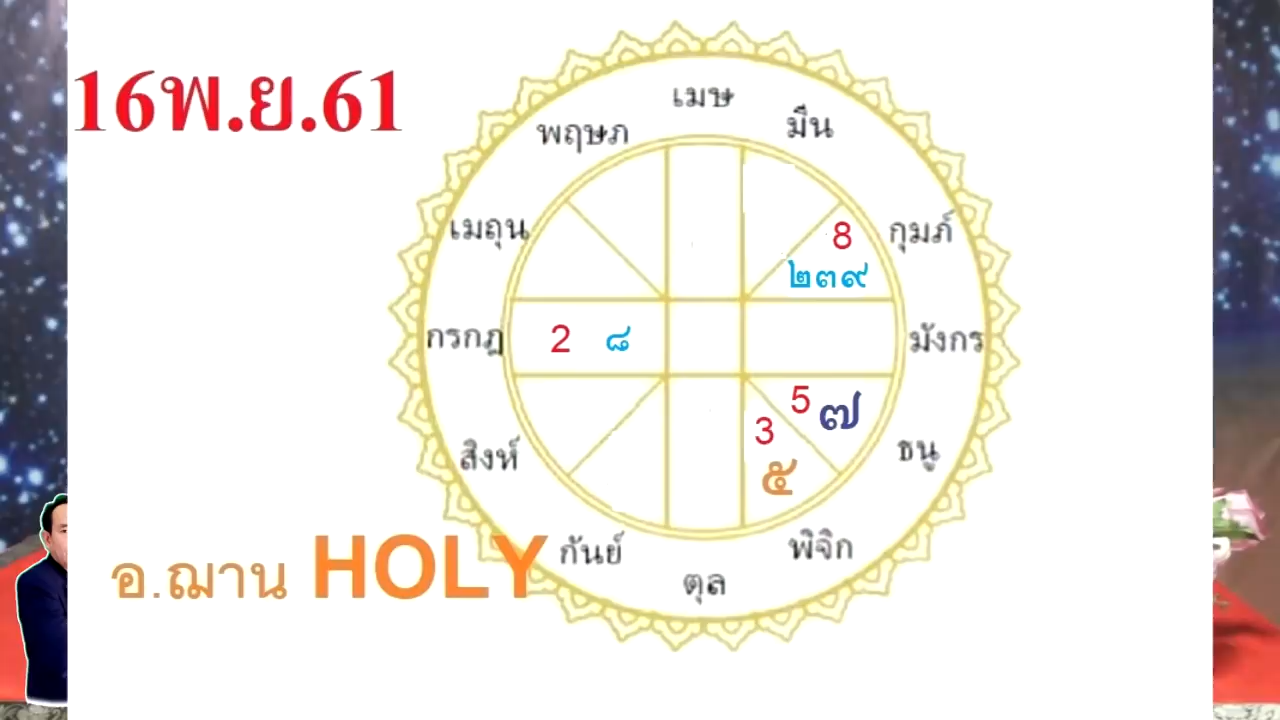 16พ.ย.61
เมษ
พฤษภ
มีน
เมถุน
กุมภ์
8
๒๓๙
กรกฎ
2 ๘
มังกร
5 ๗
3
๕
สิงห์
ธนู
กันย์
พิจิก
ตุล
อ.ฌาน HOLY